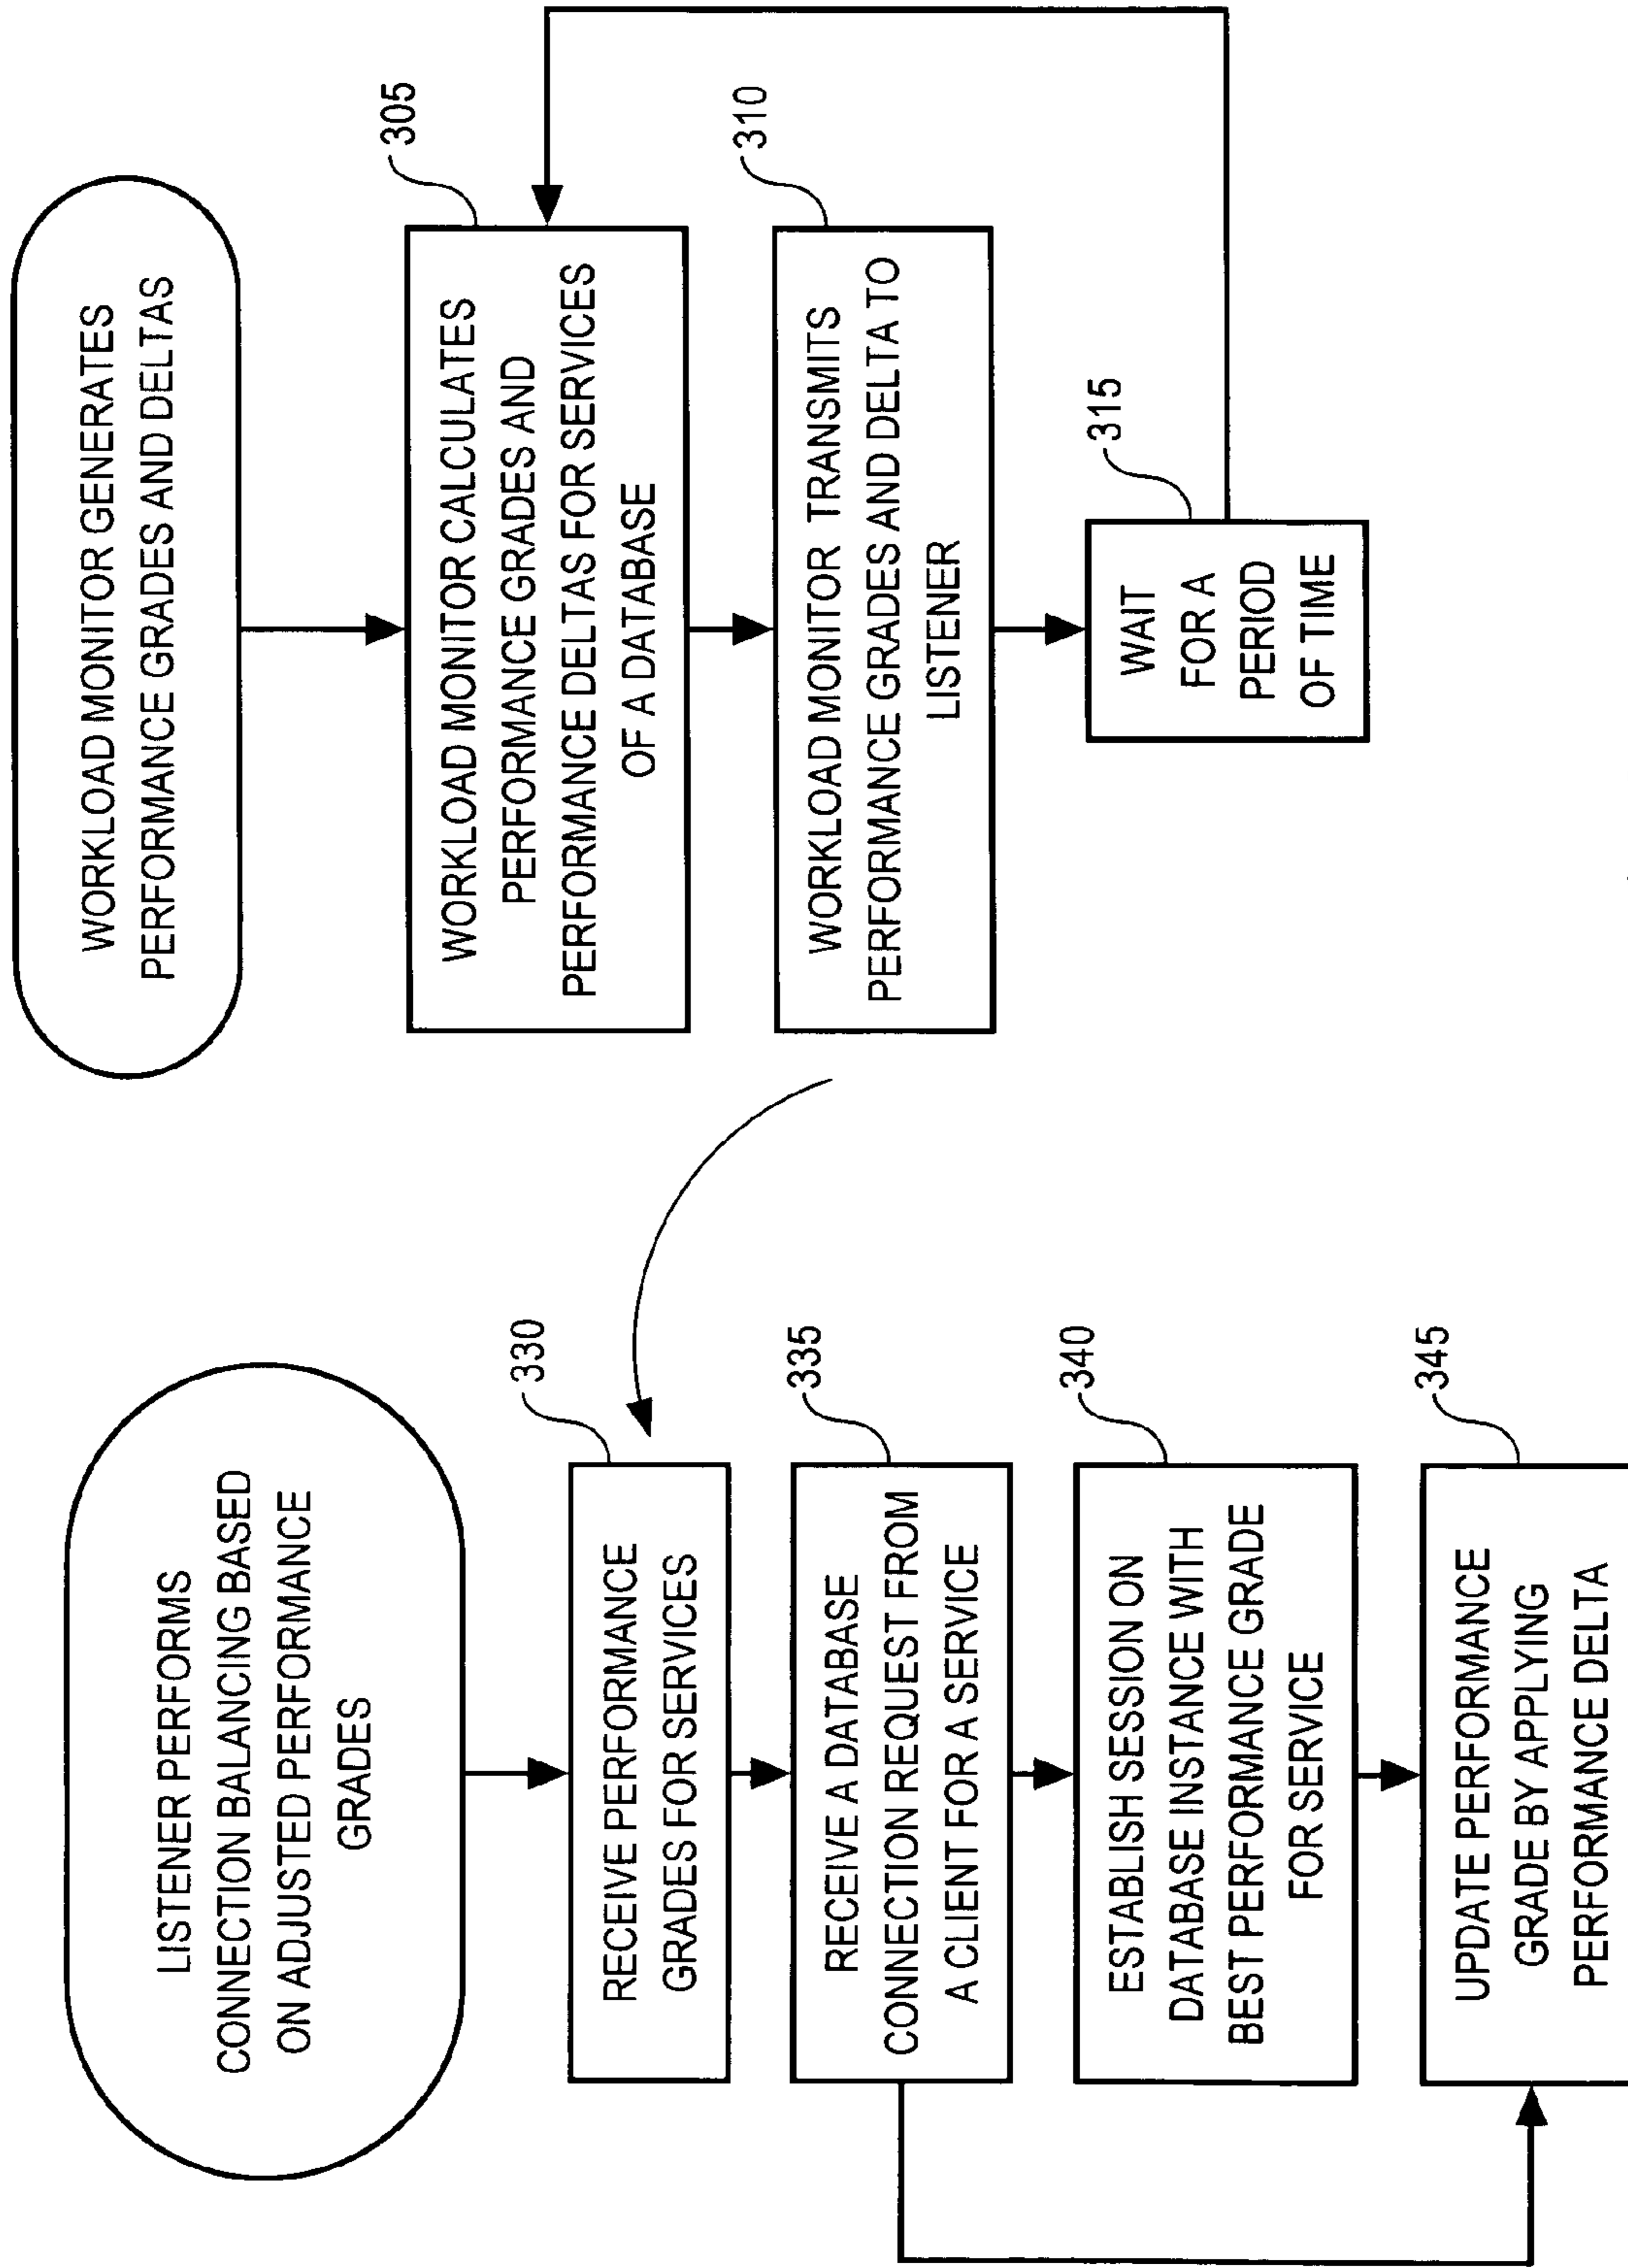 WORKLOAD MONITOR GENERATES
PERFORMANCE GRADES AND DELTAS
305
WORKLOAD MONITOR CALCULATES
PERFORMANCE GRADES AND
PERFORMANCE DELTAS FOR SERVICES
OF A DATABASE
310
WORKLOAD MONITOR TRANSMITS
PERFORMANCE GRADES AND DELTA TO
LISTENER
315
WAIT
FOR A
PERIOD
OF TIME
LISTENER PERFORMS
CONNECTION BALANCING BASED
ON ADJUSTED PERFORMANCE
GRADES
330
RECEIVE PERFORMANCE
GRADES FOR SERVICES
335
RECEIVE A DATABASE
CONNECTION REQUEST FROM
A CLIENT FOR A SERVICE
340
ESTABLISH SESSION ON
DATABASE INSTANCE WITH
BEST PERFORMANCE GRADE
FOR SERVICE
345
UPDATE PERFORMANCE
GRADE BY APPLYING
PERFORMANCE DELTA